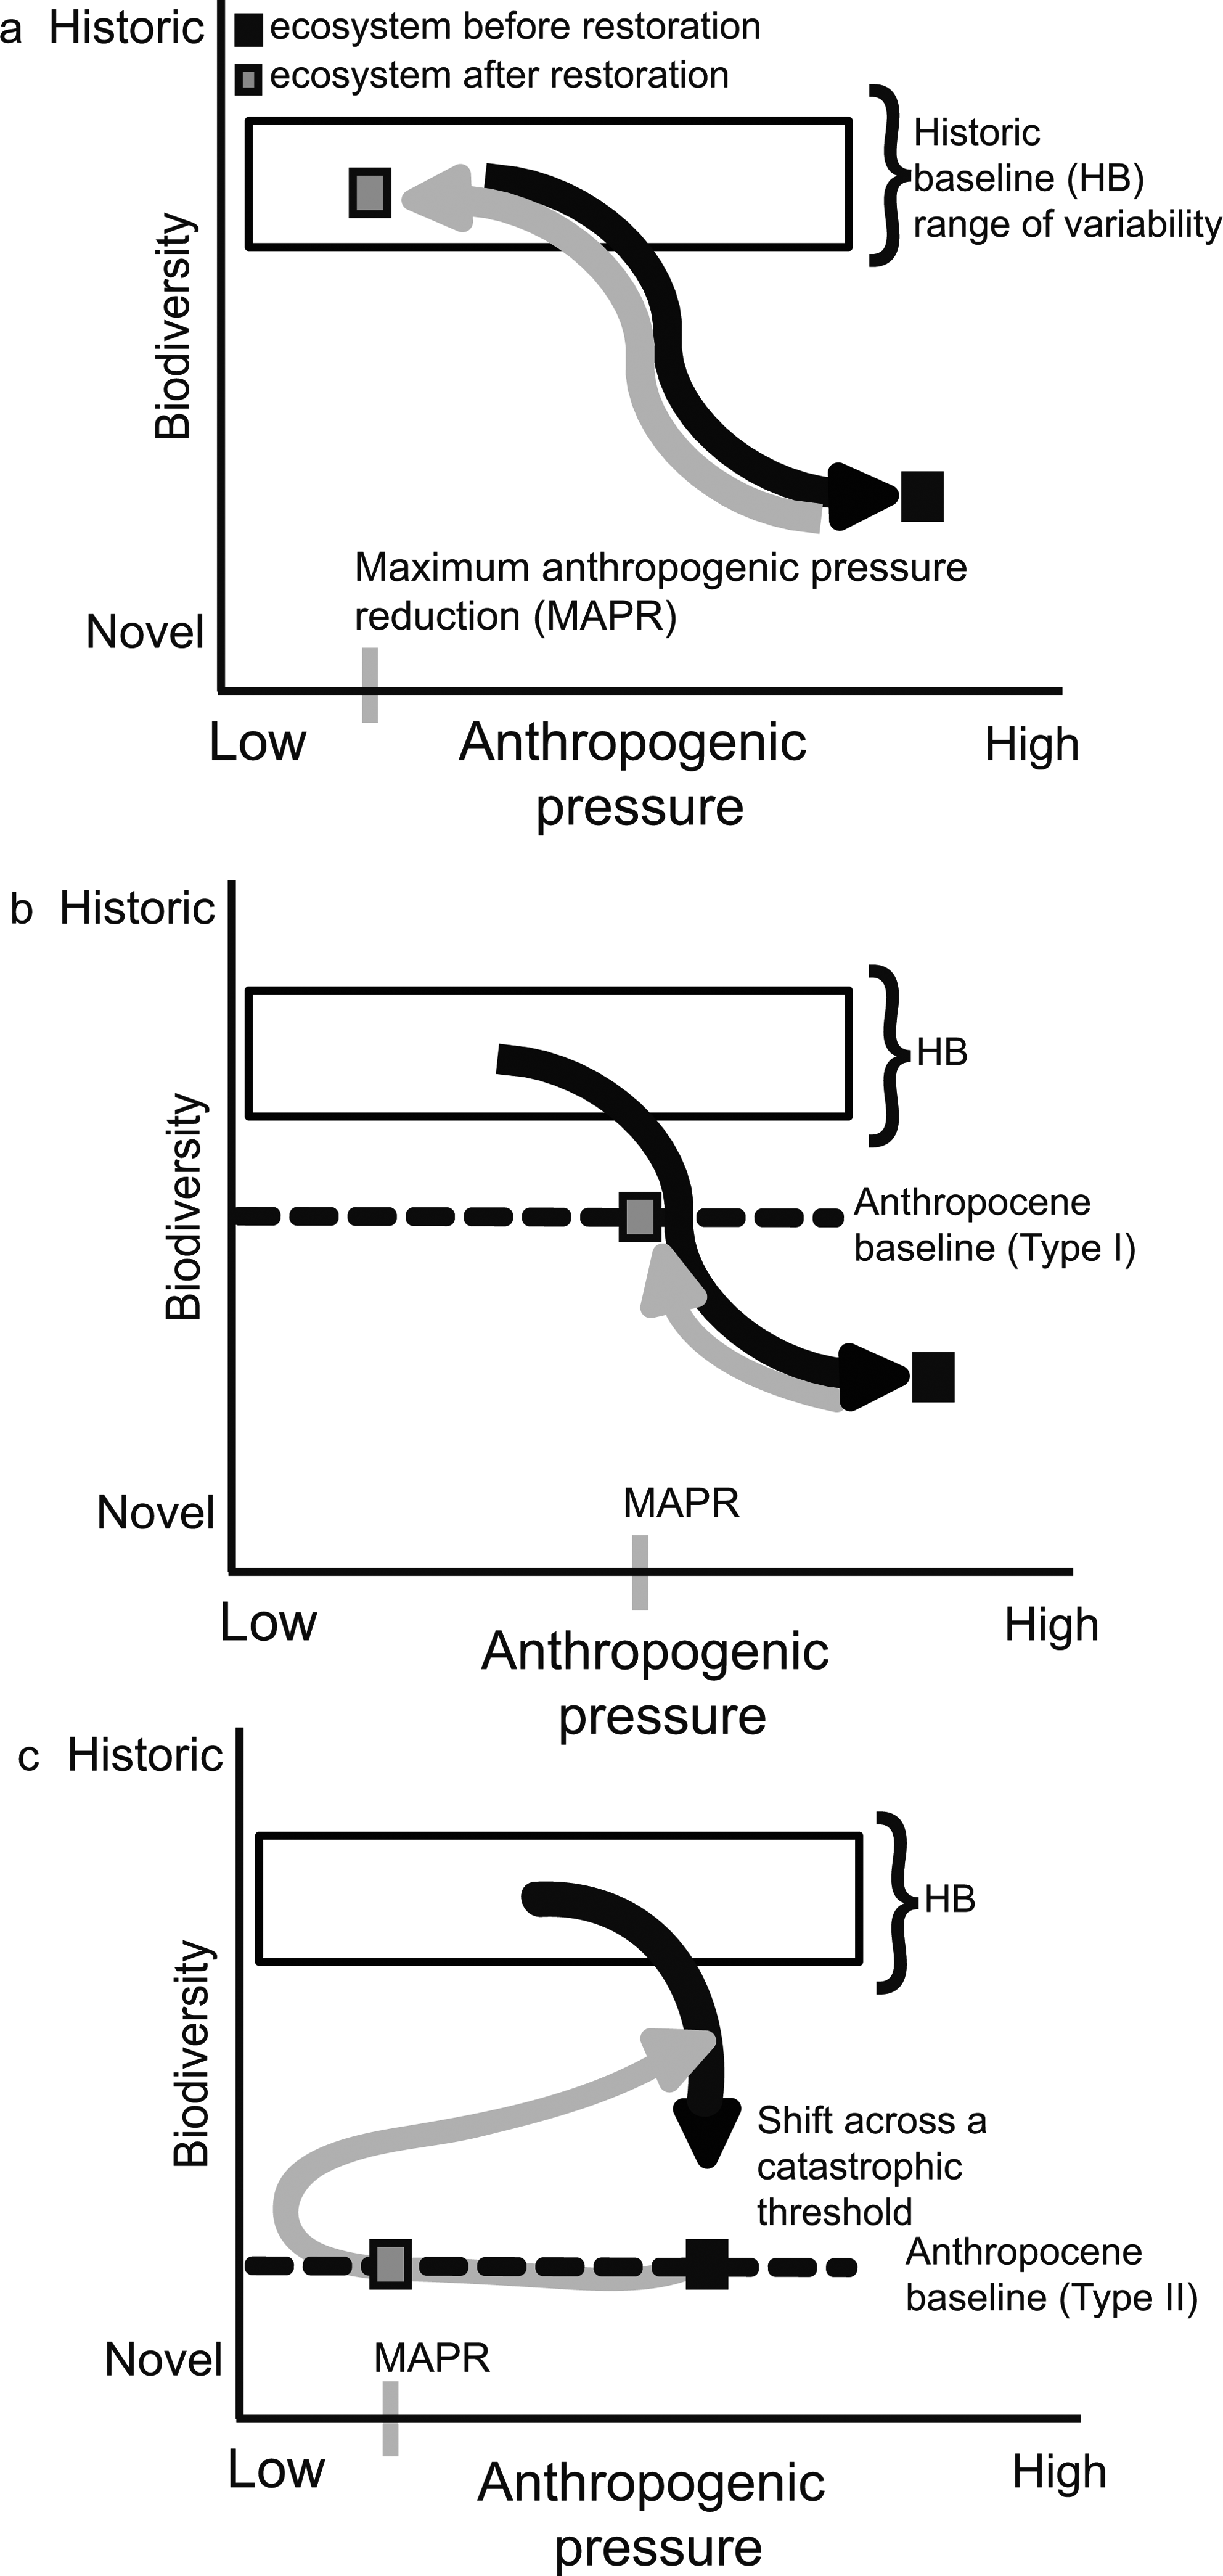 a Historic
ecosystem before restoration
ecosystem after restoration
Historic
baseline (HB)
range of variability
Biodiversity
Maximum anthropogenic pressure
reduction (MAPR)
Novel
Low
Anthropogenic
pressure
High
b Historic
HB
Anthropocene
baseline (Type I)
Biodiversity
MAPR
Novel
Low
Anthropogenic
pressure
High
c Historic
HB
Biodiversity
Shift across a
catastrophic
threshold
Anthropocene
baseline (Type II)
Novel
MAPR
Low
Anthropogenic
pressure
High